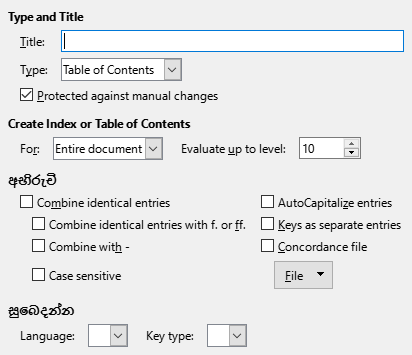 Type and Title
Title:
Type: Table of Contents
Protected against manual changes
Create Index or Table of Contents
For: Entire document Evaluate up to level: 10
අභිරුචි
Combine identical entries AutoCapitalize entries
Combine identical entries with f. or ff. Keys as separate entries
Combine with - Concordance file
Case sensitive File
සුබෙදන්න
Language: Key type: